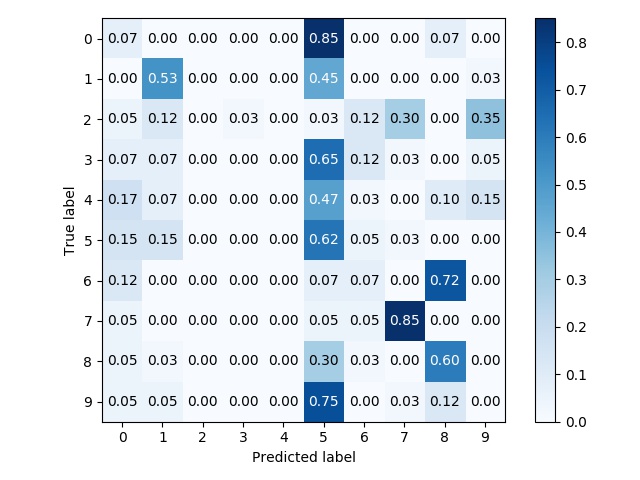 0 0.07 0.00 0.00 0.00 0.00 0.85 0.00 0.00 0.07 0.00
1 0.00 0.53 0.00 0.00 0.00 0.45 0.00 0.00 0.00 0.03
2 0.05 0.12 0.00 0.03 0.00 0.03 0.12 0.30 0.00 0.35
3 0.07 0.07 0.00 0.00 0.00 0.65 0.12 0.03 0.00 0.05
4 0.17 0.07 0.00 0.00 0.00 0.47 0.03 0.00 0.10 0.15
5 0.15 0.15 0.00 0.00 0.00 0.62 0.05 0.03 0.00 0.00
6 0.12 0.00 0.00 0.00 0.00 0.07 0.07 0.00 0.72 0.00
7 0.05 0.00 0.00 0.00 0.00 0.05 0.05 0.85 0.00 0.00
8 0.05 0.03 0.00 0.00 0.00 0.30 0.03 0.00 0.60 0.00
9 0.05 0.05 0.00 0.00 0.00 0.75 0.00 0.03 0.12 0.00
0 1 2 3 4 5 6 7 8 9
Predicted label
True label
0.8
0.7
0.6
0.5
0.4
0.3
0.2
0.1
0.0